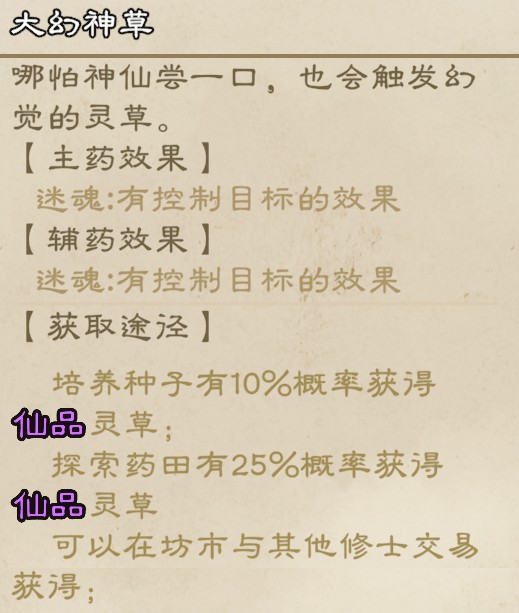 大幻神草
哪怕神仙尝一口，也会触发幻
觉的灵草。
【主药效果】
迷魂:有控制目标的效果
【辅药效果】
迷魂:有控制目标的效果
【获取途径】
培养种子有10%概率获得
仙品灵草；
探索药田有25%概率获得
仙品灵草
可以在坊市与其他修士交易
获得；